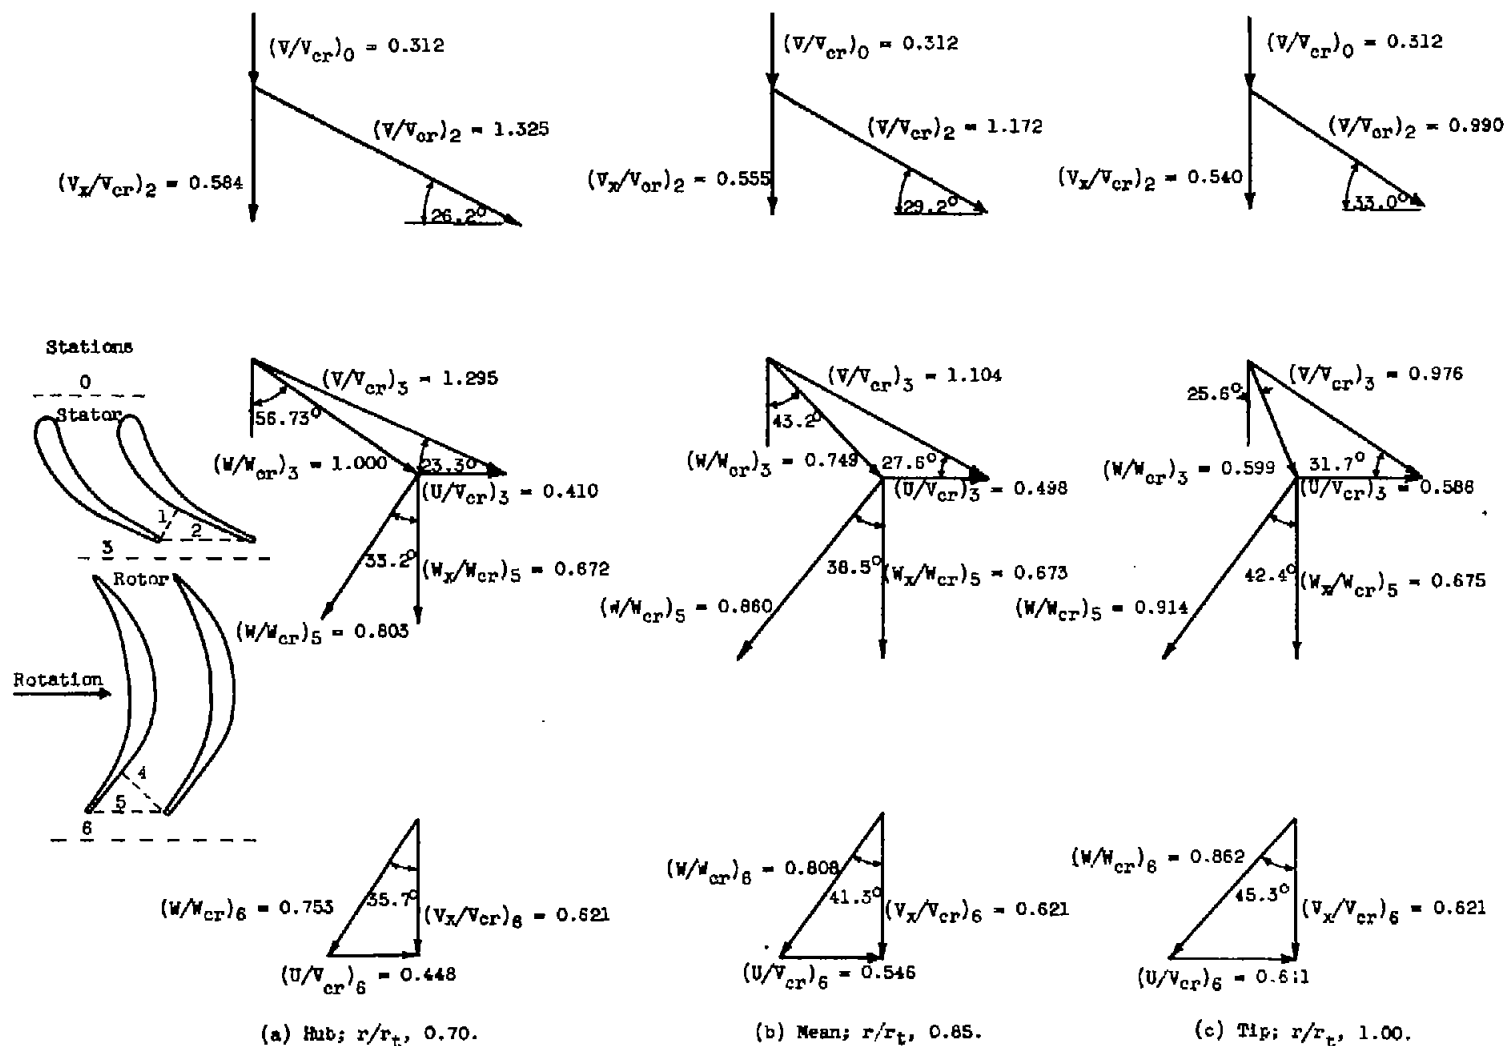 (V/Vcr)0 = 0.312
(V/Vcr)2 = 1.325
(Vx/Vcr)2 = 0.584
26.2°
(V/Vcr)0 = 0.312
(V/Vcr)2 = 1.172
(Vx/Vcr)2 = 0.555
29.2°
(V/Vcr)0 = 0.312
(V/Vcr)2 = 0.990
(Vx/Vcr)2 = 0.540
33.0°
Stations
0
Stator
1
2
3
Rotor
Rotation
4
5
6
(V/Vcr)3 = 1.295
56.73°
(W/Wcr)3 = 1.000
23.3°
(U/Vcr)3 = 0.410
33.2°
(Wx/Wcr)5 = 0.672
(W/Wcr)5 = 0.803
(V/Vcr)3 = 1.104
43.2°
(W/Wcr)3 = 0.749
27.6°
(U/Vcr)3 = 0.498
38.5°
(Wx/Wcr)5 = 0.673
(W/Wcr)5 = 0.860
(V/Vcr)3 = 0.976
25.6°
(W/Wcr)3 = 0.599
31.7°
(U/Vcr)3 = 0.586
42.4°
(Wx/Wcr)5 = 0.675
(W/Wcr)5 = 0.914
(W/Wcr)6 = 0.753
35.7°
(Vx/Vcr)6 = 0.621
(U/Vcr)6 = 0.448
(W/Wcr)6 = 0.808
41.3°
(Vx/Vcr)6 = 0.621
(U/Vcr)6 = 0.546
(W/Wcr)6 = 0.862
45.3°
(Vx/Vcr)6 = 0.621
(U/Vcr)6 =
(a) Hub; r/rt, 0.70.
(b) Mean; r/rt, 0.85.
(c) Tip; r/rt, 1.00.